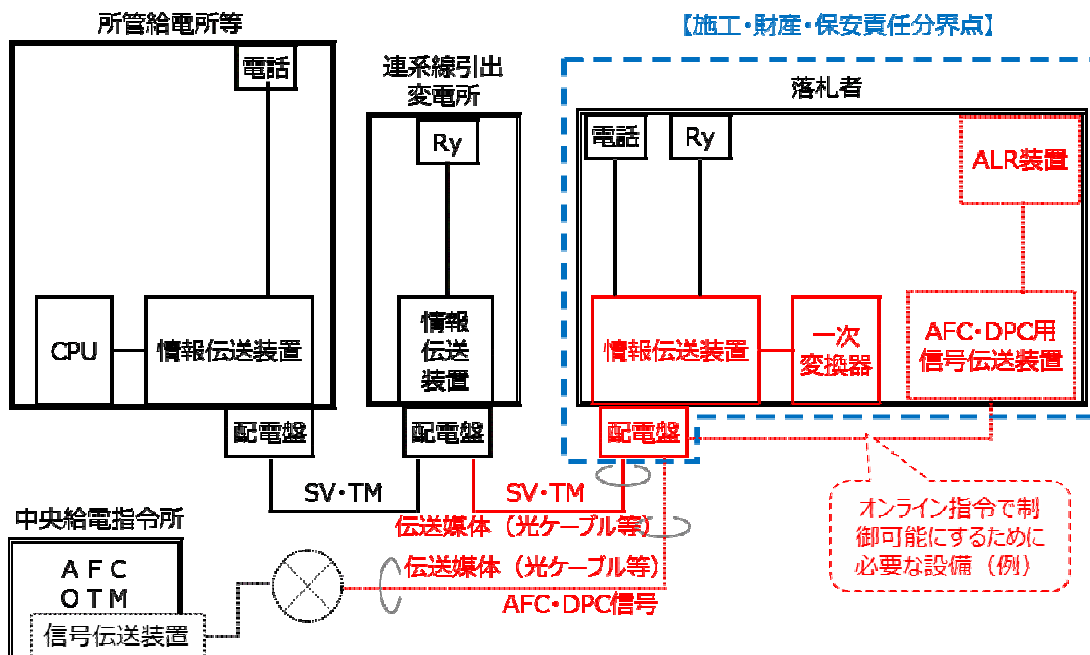 所管給電所等
電話
CPU
情報伝送装置
配電盤
連系線引出
変電所
Ry
情報
伝送
装置
配電盤
【施工・財産・保安責任分界点】
落札者
電話
Ry
ALR装置
情報伝送装置
一次
変換器
AFC・DPC用
信号伝送装置
配電盤
SV・TM
SV・TM
伝送媒体（光ケーブル等）
伝送媒体（光ケーブル等）
AFC・DPC信号
オンライン指令で制
御可能にするために
必要な設備（例）
中央給電指令所
ＡＦＣ
ＯＴＭ
信号伝送装置